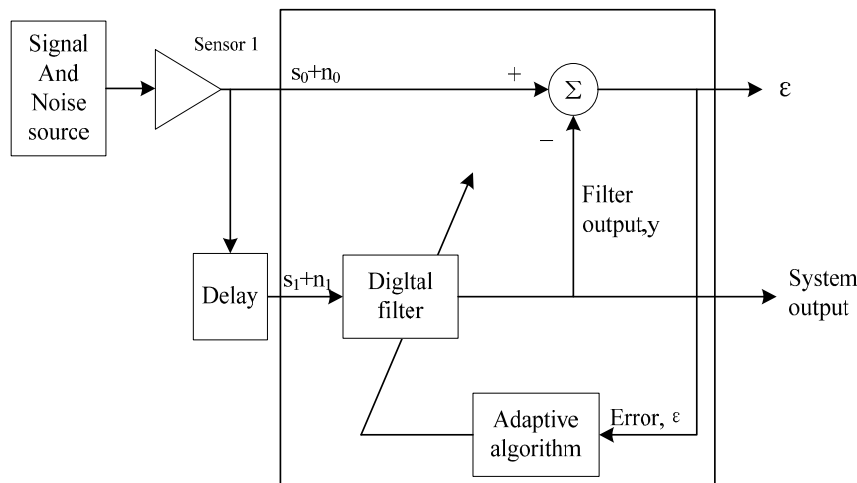 Signal
And
Noise
source
Sensor 1
s₀+n₀
+
Σ
ε
−
Filter
output,y
Delay
s₁+n₁
Digltal
filter
System
output
Adaptive
algorithm
Error, ε